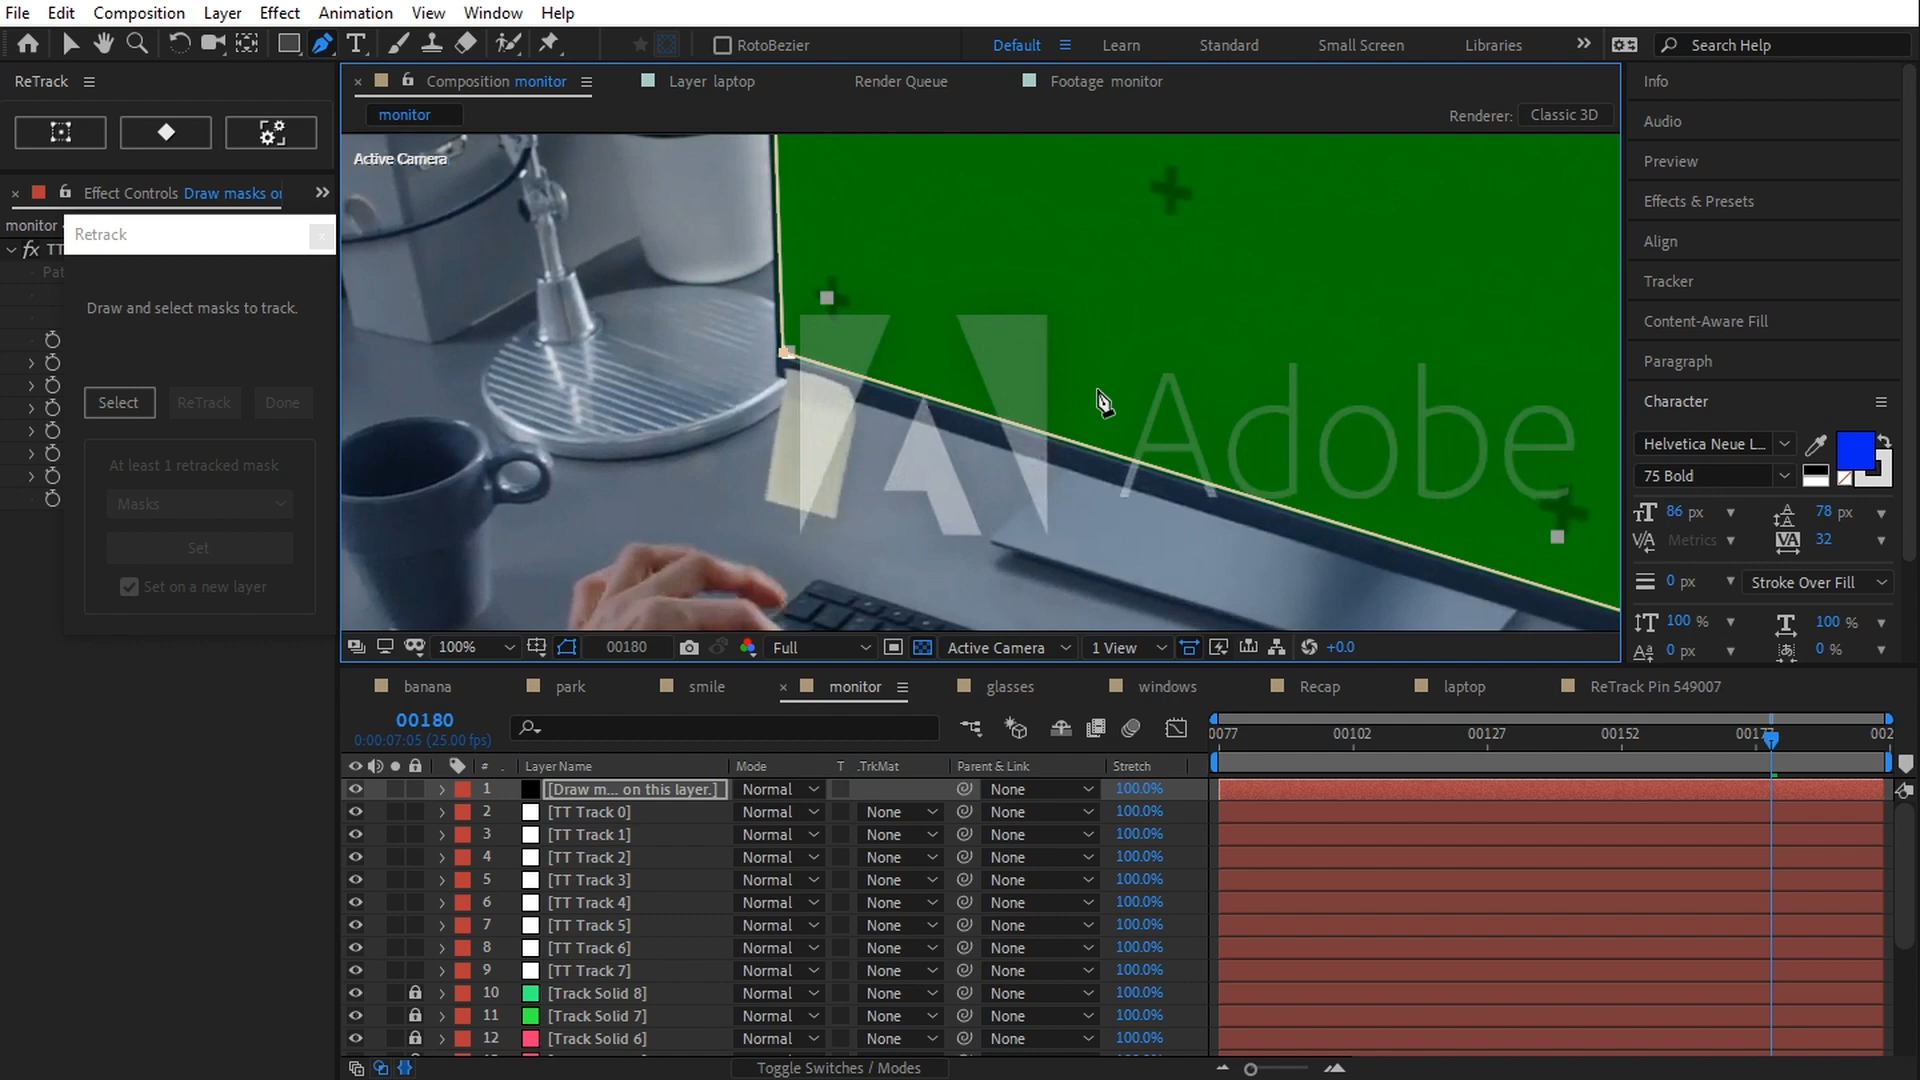 File Edit Composition Layer Effect Animation View Window Help
RotoBezier Default Learn Standard Small Screen Libraries Search Help
ReTrack
Composition monitor
Layer laptop
Render Queue
Footage monitor
monitor
Renderer: Classic 3D
Active Camera
Effect Controls Draw masks
monitor
fx TT
Retrack
Draw and select masks to track.
Select ReTrack Done
At least 1 retracked mask
Masks
Set
Set on a new layer
Adobe
100% 00180 Full Active Camera 1 View +0.0
Info
Audio
Preview
Effects & Presets
Align
Tracker
Content-Aware Fill
Paragraph
Character
Helvetica Neue L...
75 Bold
86 px 78 px
Metrics 32
0 px Stroke Over Fill
100 % 100 %
0 px 0 %
banana park smile monitor glasses windows Recap laptop ReTrack Pin 549007
00180
0:00:07:05 (25.00 fps)
0077 00102 00127 00152 00177 002
# Layer Name Mode T .TrkMat Parent & Link Stretch
1 [Draw m... on this layer.] Normal None 100.0%
2 [TT Track 0] Normal None None 100.0%
3 [TT Track 1] Normal None None 100.0%
4 [TT Track 2] Normal None None 100.0%
5 [TT Track 3] Normal None None 100.0%
6 [TT Track 4] Normal None None 100.0%
7 [TT Track 5] Normal None None 100.0%
8 [TT Track 6] Normal None None 100.0%
9 [TT Track 7] Normal None None 100.0%
10 [Track Solid 8] Normal None None 100.0%
11 [Track Solid 7] Normal None None 100.0%
12 [Track Solid 6] Normal None None 100.0%
Toggle Switches / Modes